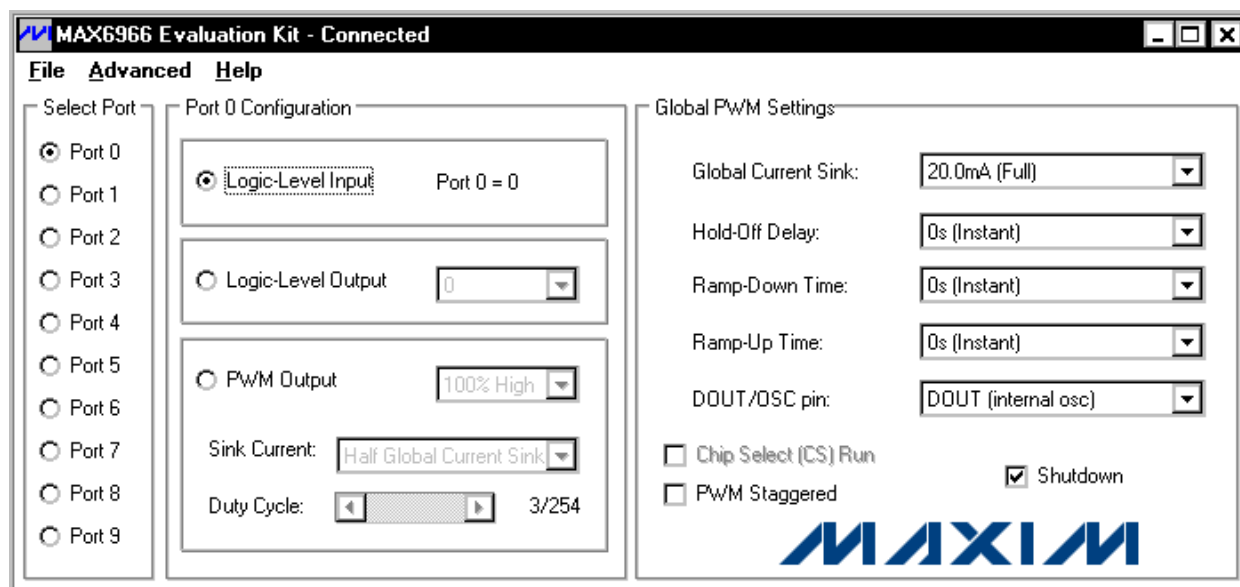 MAX6966 Evaluation Kit - Connected
File Advanced Help
Select Port
Port 0
Port 1
Port 2
Port 3
Port 4
Port 5
Port 6
Port 7
Port 8
Port 9
Port 0 Configuration
Logic-Level Input Port 0 = 0
Logic-Level Output 0
PWM Output 100% High
Sink Current: Half Global Current Sink
Duty Cycle: 3/254
Global PWM Settings
Global Current Sink: 20.0mA (Full)
Hold-Off Delay: 0s (Instant)
Ramp-Down Time: 0s (Instant)
Ramp-Up Time: 0s (Instant)
DOUT/OSC pin: DOUT (internal osc)
Chip Select (CS) Run
PWM Staggered
Shutdown
MAXIM